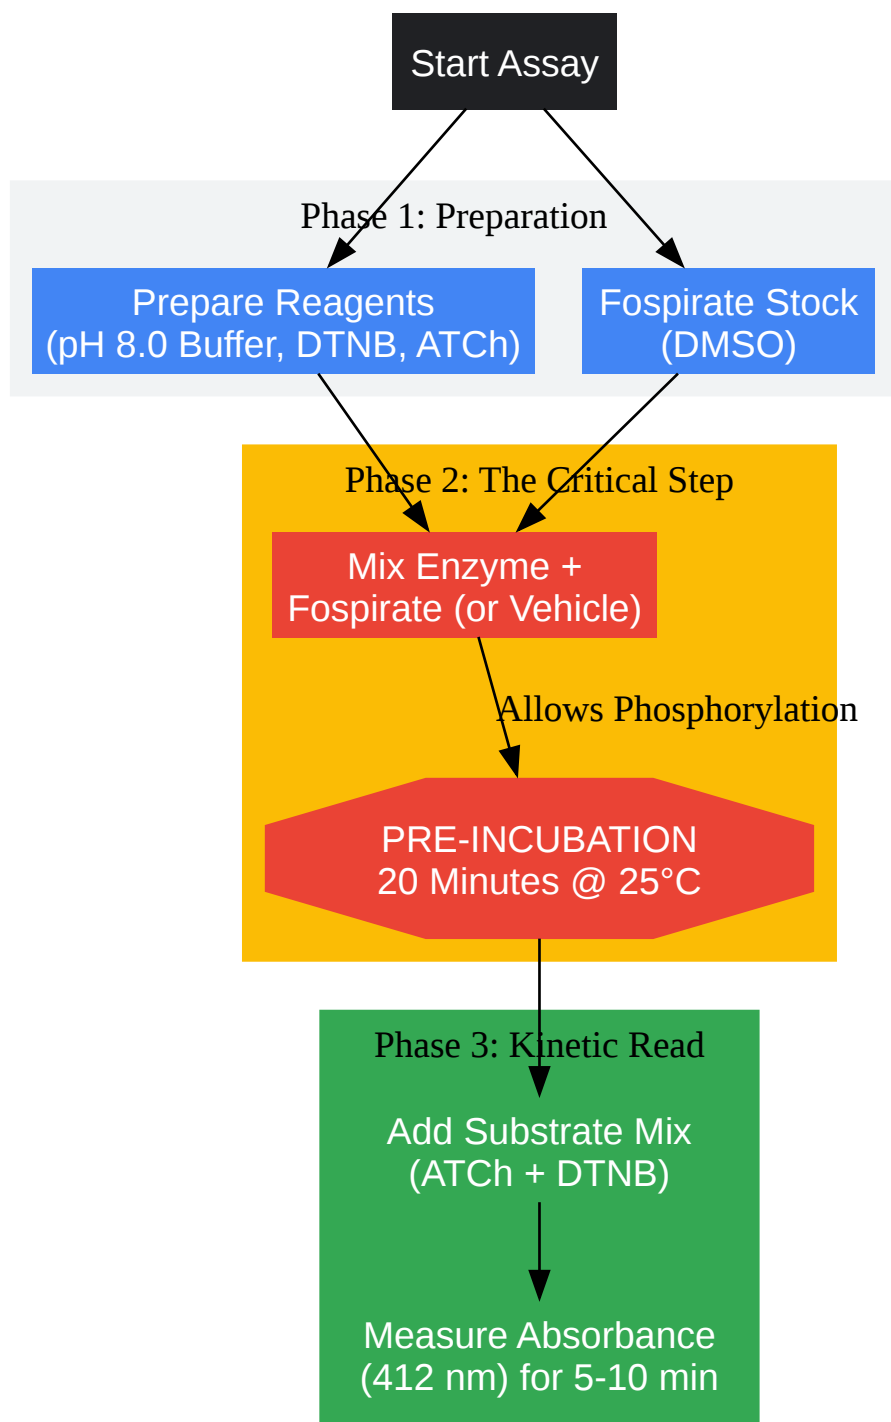 Start Assay
Phase 1: Preparation
Prepare Reagents
(pH 8.0 Buffer, DTNB, ATCh)
Fospirate Stock
(DMSO)
Phase 2: The Critical Step
Mix Enzyme +
Fospirate (or Vehicle)
Allows Phosphorylation
PRE-INCUBATION
20 Minutes @ 25°C
Phase 3: Kinetic Read
Add Substrate Mix
(ATCh + DTNB)
Measure Absorbance
(412 nm) for 5-10 min